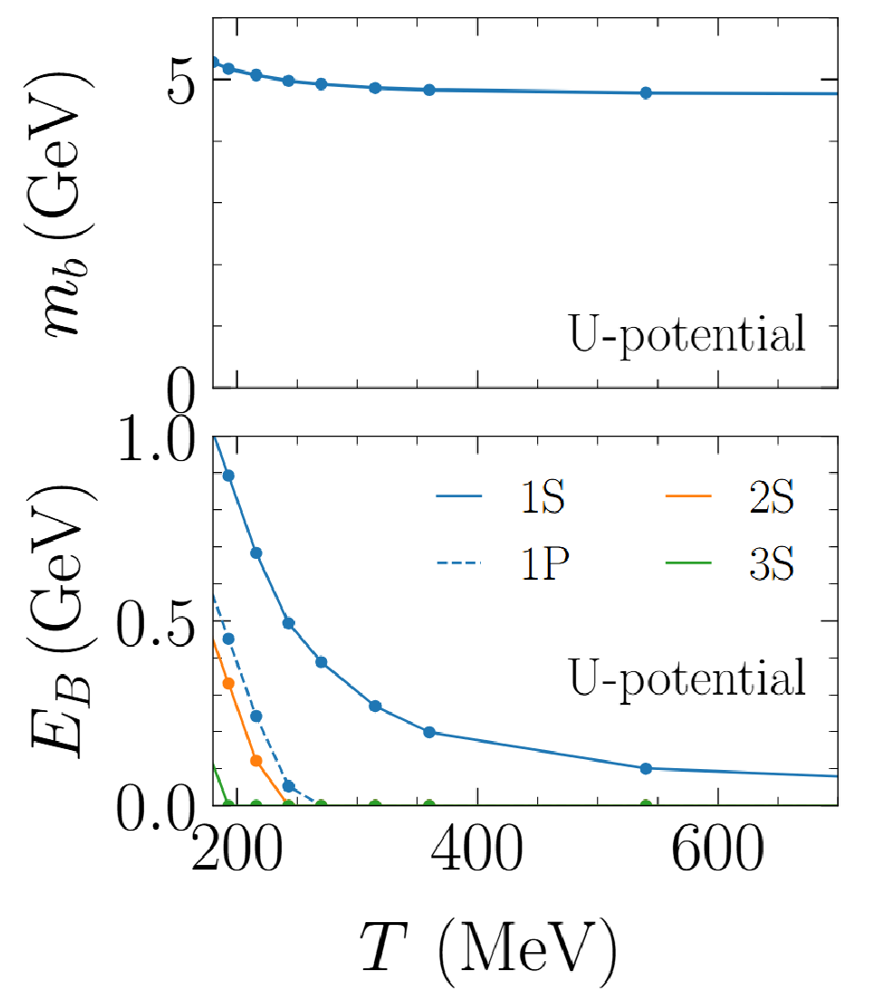 m_b (GeV)
5
0
U-potential
E_B (GeV)
1.0
0.5
0.0
1S 2S
1P 3S
U-potential
200 400 600
T (MeV)